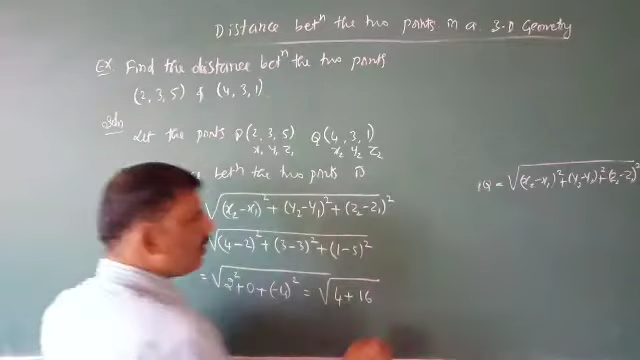 Distance betⁿ the two points in a 3-D Geometry
Ex Find the distance betⁿ the two points
(2, 3, 5) & (4, 3, 1)
Soln Let the points P(2, 3, 5) Q(4, 3, 1)
x₁ y₁ z₁ x₂ y₂ z₂
the two points is
√(x₂-x₁)² + (y₂-y₁)² + (z₂-z₁)²
PQ = √(x₂-x₁)²+(y₂-y₁)²+(z₂-z₁)²
√(4-2)² + (3-3)² + (1-5)²
= √2²+0+(-4)² = √4+16